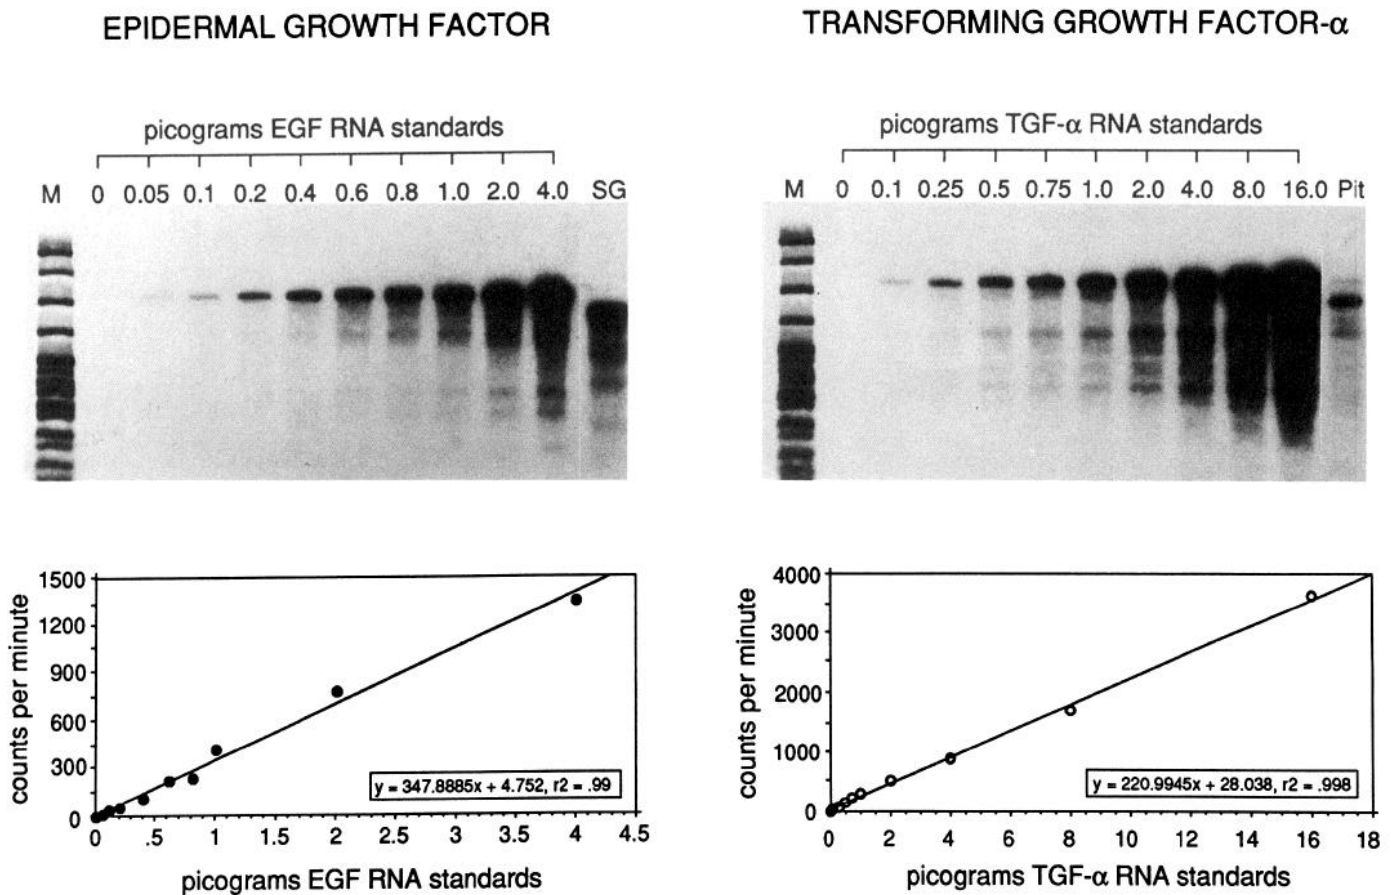 EPIDERMAL GROWTH FACTOR
picograms EGF RNA standards
M 0 0.05 0.1 0.2 0.4 0.6 0.8 1.0 2.0 4.0 SG
TRANSFORMING GROWTH FACTOR-α
picograms TGF-α RNA standards
M 0 0.1 0.25 0.5 0.75 1.0 2.0 4.0 8.0 16.0 Pit
counts per minute
1500
1200
900
600
300
0
y = 347.8885x + 4.752, r2 = .99
0 .5 1 1.5 2 2.5 3 3.5 4 4.5
picograms EGF RNA standards
counts per minute
4000
3000
2000
1000
0
y = 220.9945x + 28.038, r2 = .998
0 2 4 6 8 10 12 14 16 18
picograms TGF-α RNA standards